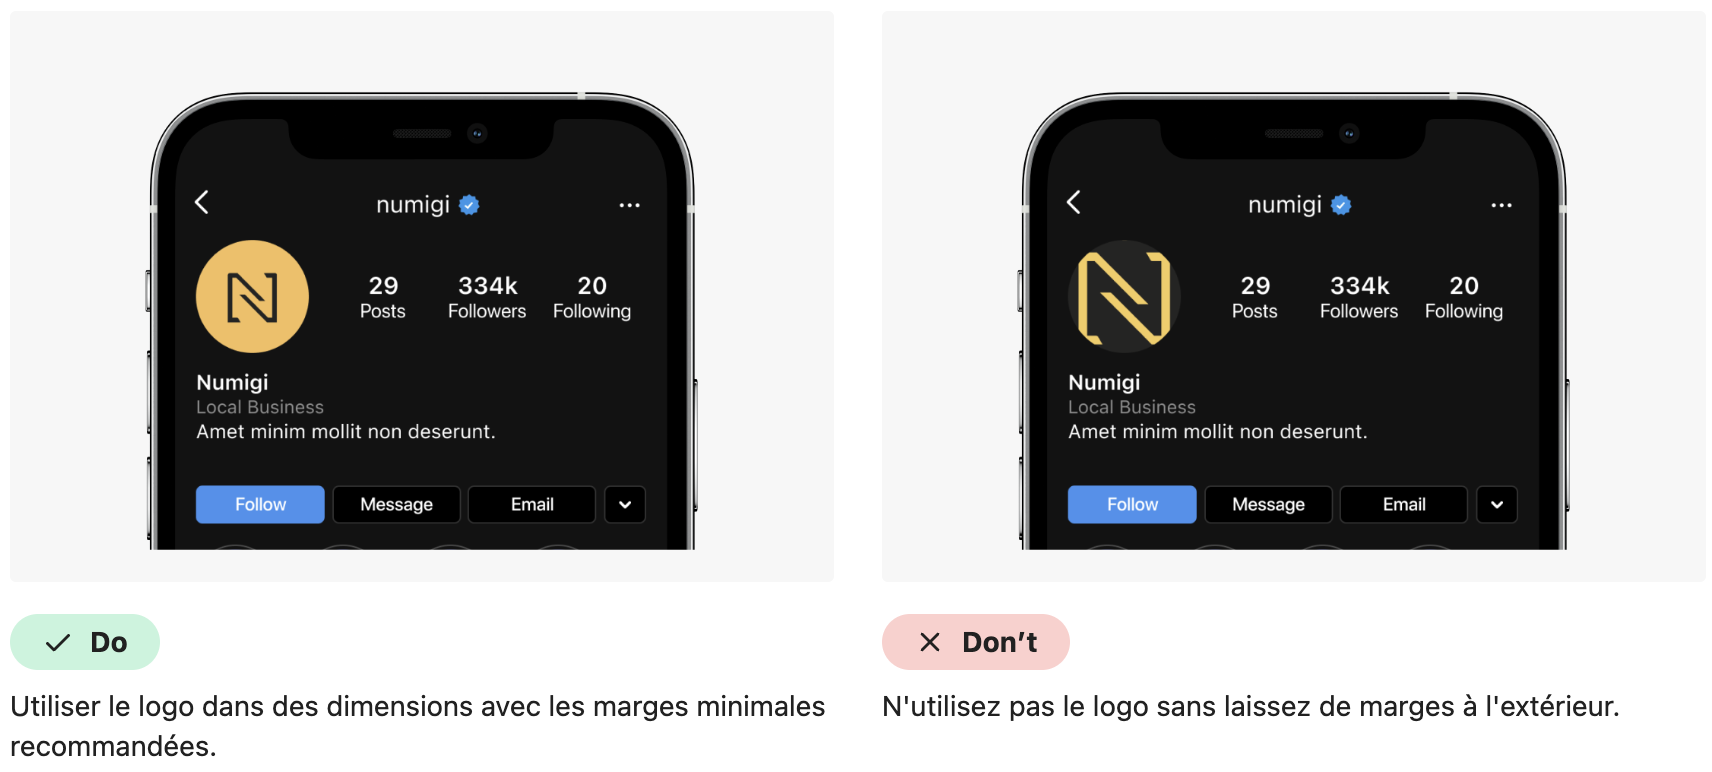 numigi
29 334k 20
Posts Followers Following
Numigi
Local Business
Amet minim mollit non deserunt.
Follow Message Email
Do
Utiliser le logo dans des dimensions avec les marges minimales
recommandées.
numigi
29 334k 20
Posts Followers Following
Numigi
Local Business
Amet minim mollit non deserunt.
Follow Message Email
Don't
N'utilisez pas le logo sans laissez de marges à l'extérieur.